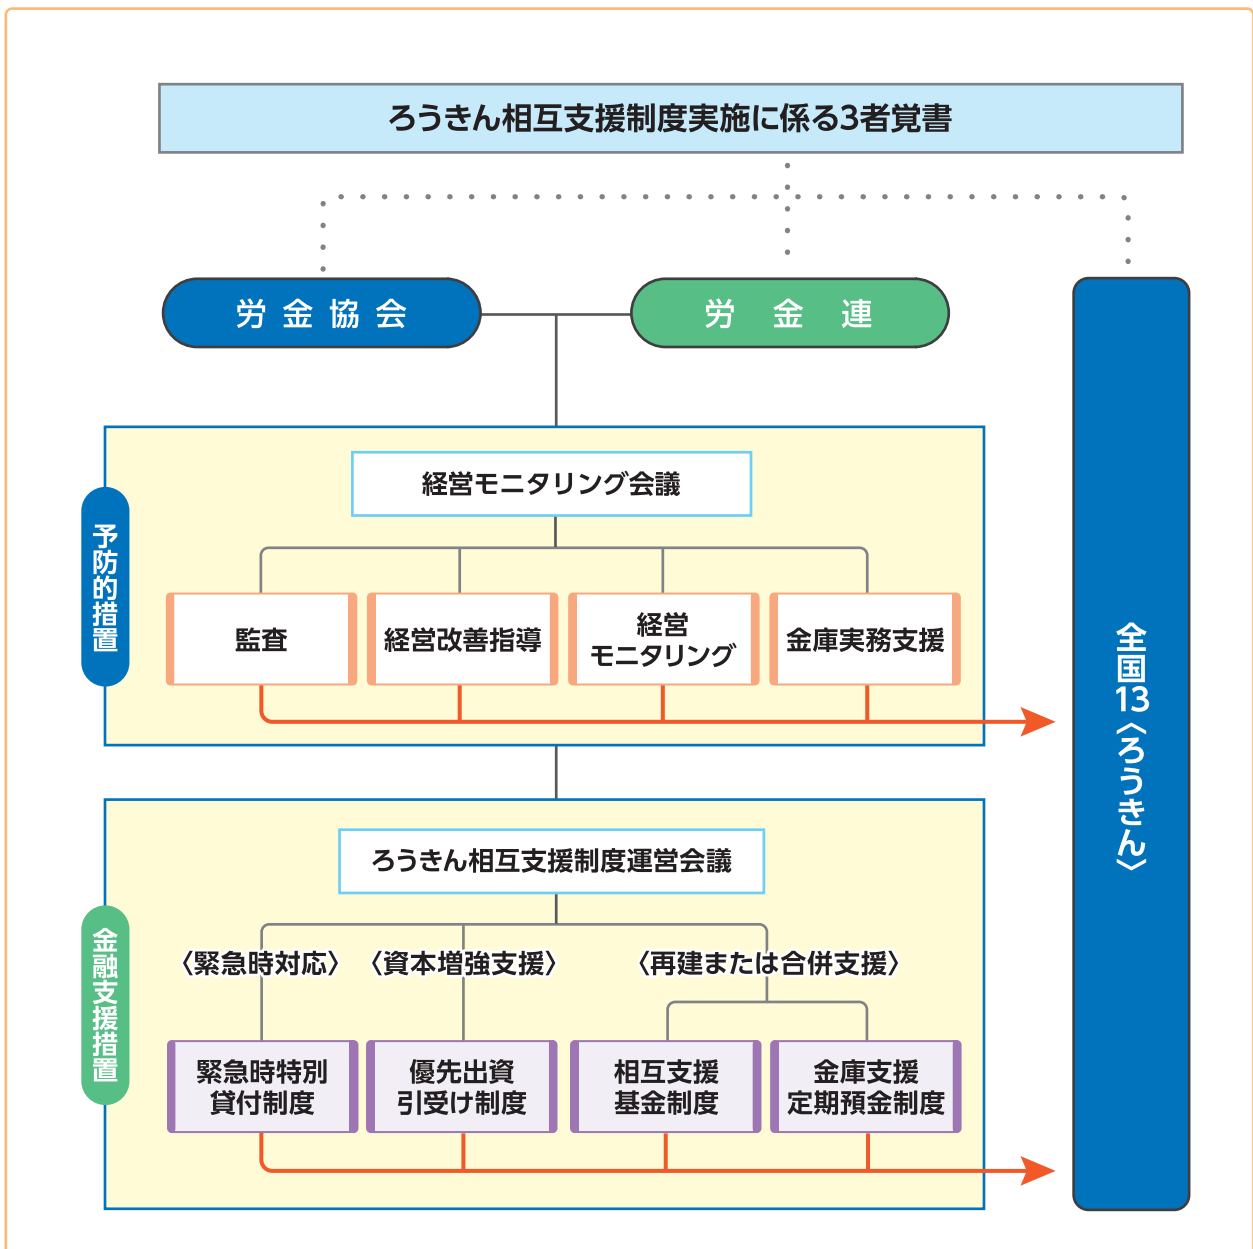 ろうきん相互支援制度実施に係る3者覚書
労金協会
労金連
全国13〈ろうきん〉
予防的措置
経営モニタリング会議
監査
経営改善指導
経営
モニタリング
金庫実務支援
金融支援措置
ろうきん相互支援制度運営会議
〈緊急時対応〉
〈資本増強支援〉
〈再建または合併支援〉
緊急時特別
貸付制度
優先出資
引受け制度
相互支援
基金制度
金庫支援
定期預金制度